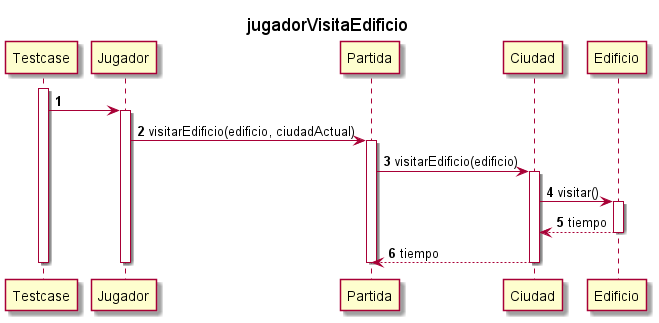 jugadorVisitaEdificio
Testcase Jugador Partida Ciudad Edificio
1
2 visitarEdificio(edificio, ciudadActual)
3 visitarEdificio(edificio)
4 visitar()
5 tiempo
6 tiempo
Testcase Jugador Partida Ciudad Edificio